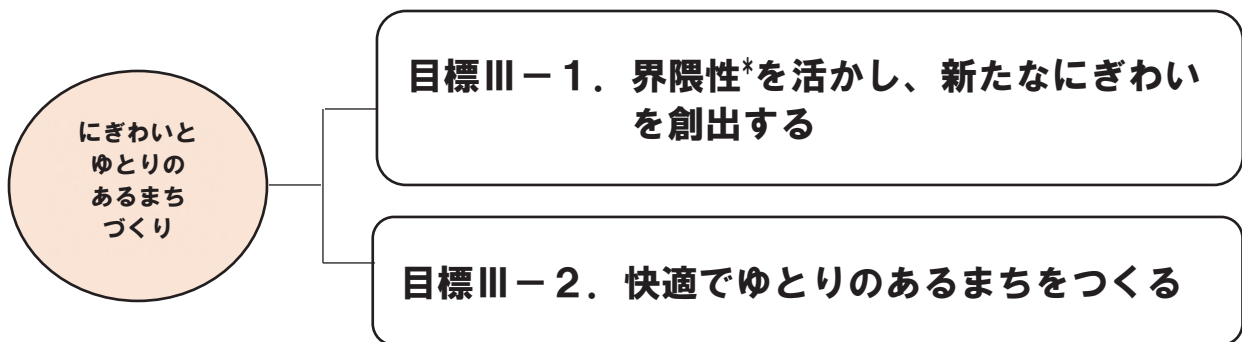 にぎわいと
ゆとりの
あるまち
づくり
目標Ⅲ－１．界隈性*を活かし、新たなにぎわい
を創出する
目標Ⅲ－２．快適でゆとりのあるまちをつくる